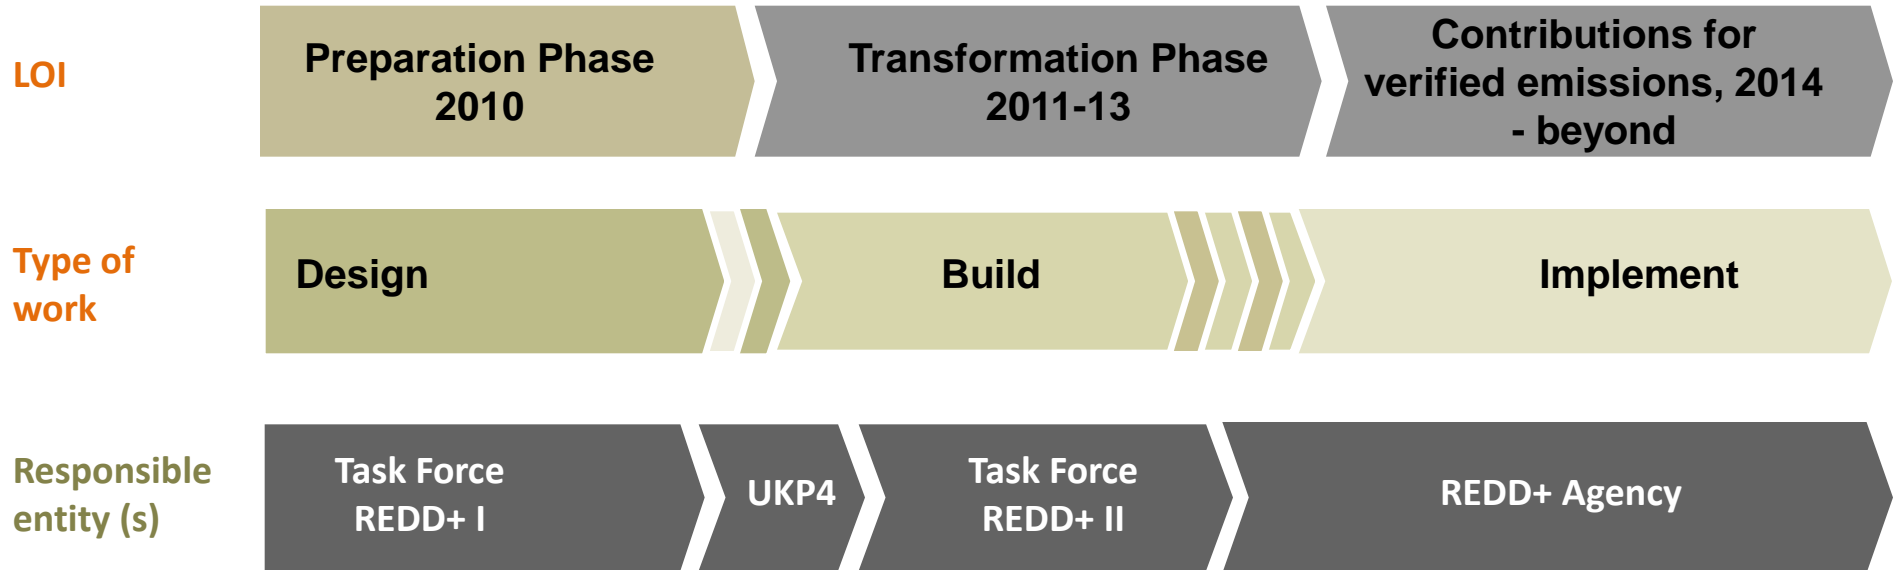 LOI
Preparation Phase
2010
Transformation Phase
2011-13
Contributions for
verified emissions, 2014
- beyond
Type of
work
Design
Build
Implement
Responsible
entity (s)
Task Force
REDD+ I
UKP4
Task Force
REDD+ II
REDD+ Agency